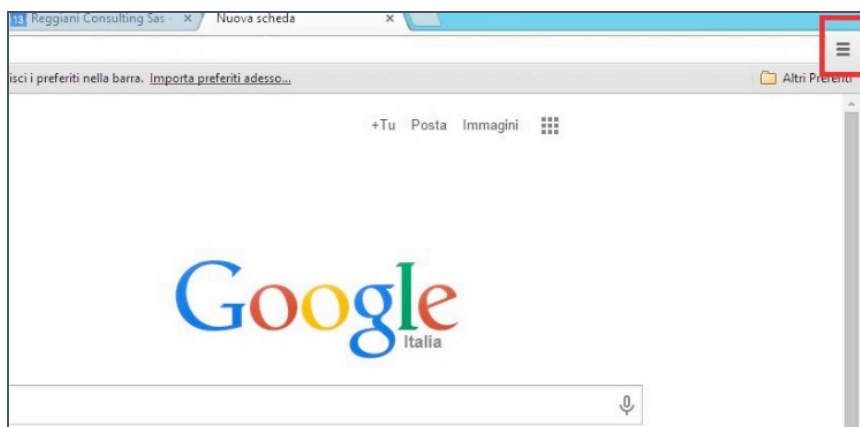 13 Reggiani Consulting Sas - Nuova scheda
isci i preferiti nella barra. Importa preferiti adesso... Altri Preferiti
+Tu Posta Immagini
Google
Italia